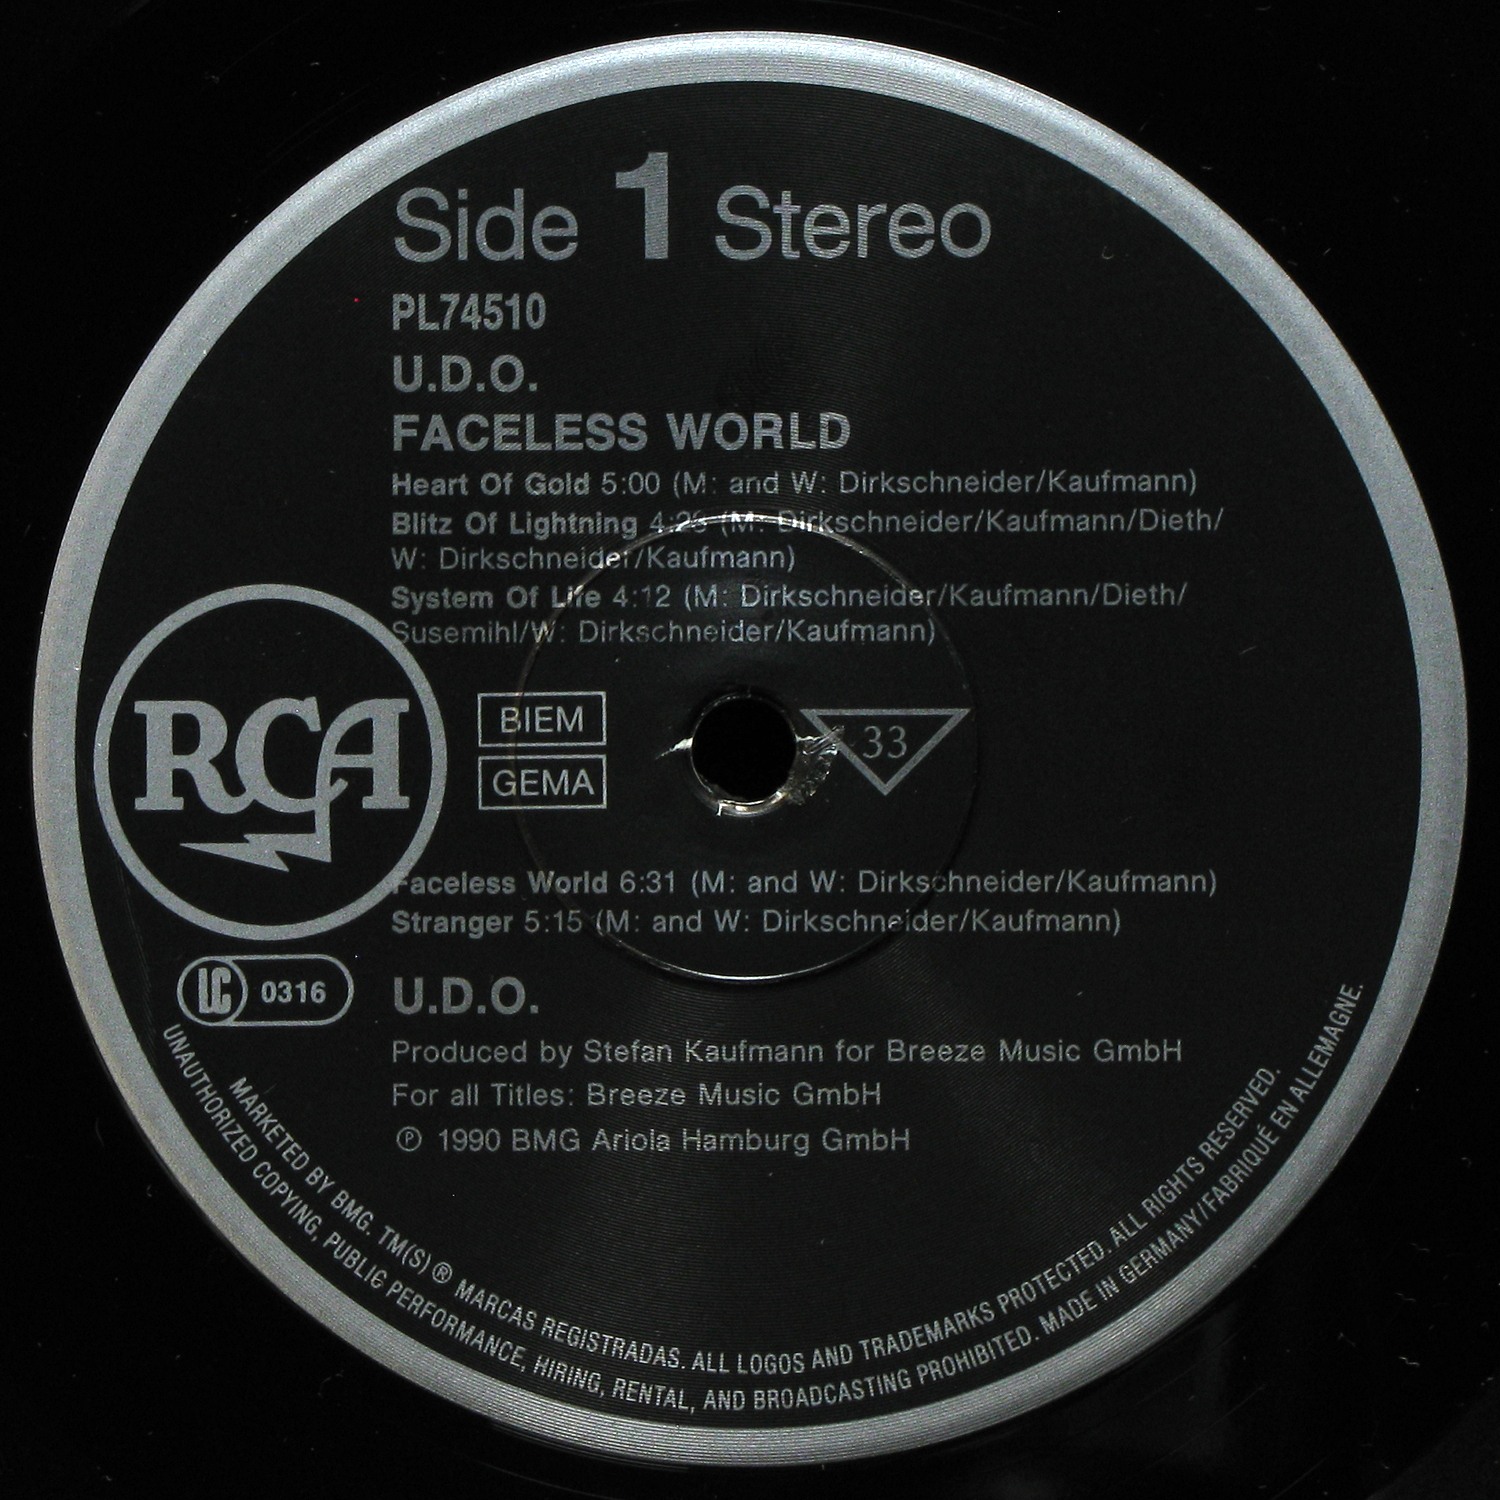 Side 1 Stereo
PL74510
U.D.O.
FACELESS WORLD
Heart Of Gold 5:00 (M: and W: Dirkschneider/Kaufmann)
Blitz Of Lightning (M: Dirkschneider/Kaufmann/Dieth/
W: Dirkschneider/Kaufmann)
System Of Life 4:12 (M: Dirkschneider/Kaufmann/Dieth/
Susemihl/W: Dirkschneider/Kaufmann)
RCA
BIEM
GEMA
33
Faceless World 6:31 (M: and W: Dirkschneider/Kaufmann)
Stranger 5:15 (M: and W: Dirkschneider/Kaufmann)
LC 0316
U.D.O.
Produced by Stefan Kaufmann for Breeze Music GmbH
For all Titles: Breeze Music GmbH
℗ 1990 BMG Ariola Hamburg GmbH
MARKETED BY BMG. TM(S) ® MARCAS REGISTRADAS. ALL LOGOS AND TRADEMARKS PROTECTED. ALL RIGHTS RESERVED.
UNAUTHORIZED COPYING, PUBLIC PERFORMANCE, HIRING, RENTAL, AND BROADCASTING PROHIBITED. MADE IN GERMANY/FABRIQUÉ EN ALLEMAGNE.